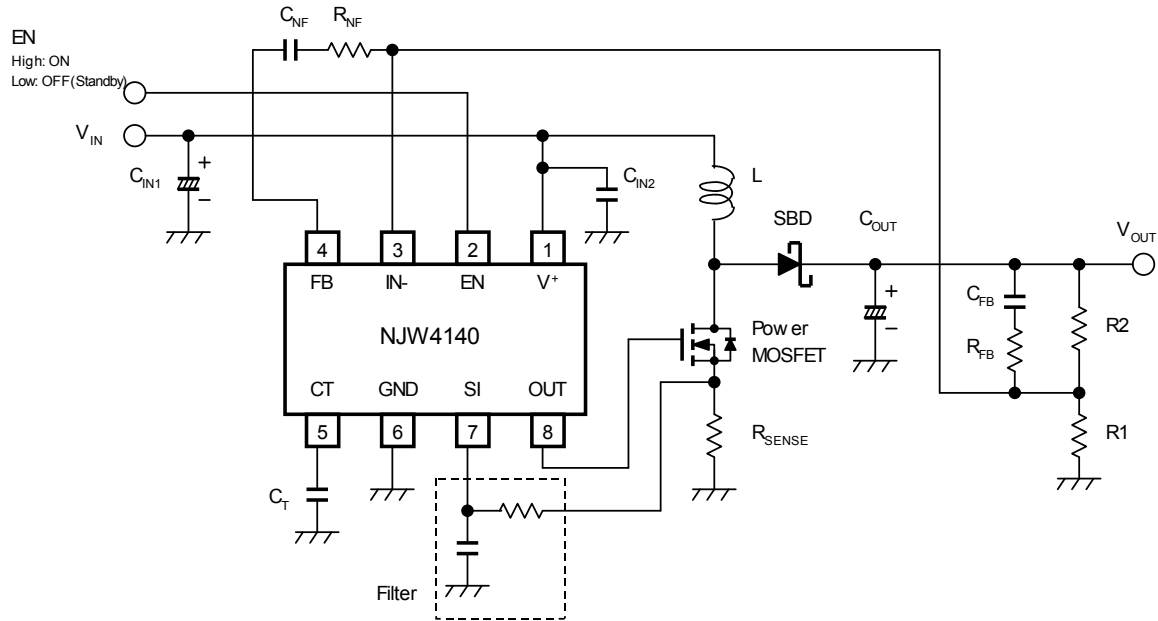 C_NF
R_NF
EN
High: ON
Low: OFF(Standby)
V_IN
C_IN1
+
−
C_IN2
L
SBD
C_OUT
V_OUT
4
3
2
1
FB
IN-
EN
V⁺
NJW4140
Power
MOSFET
+
−
C_FB
R_FB
R2
CT
GND
SI
OUT
5
6
7
8
R_SENSE
R1
C_T
Filter